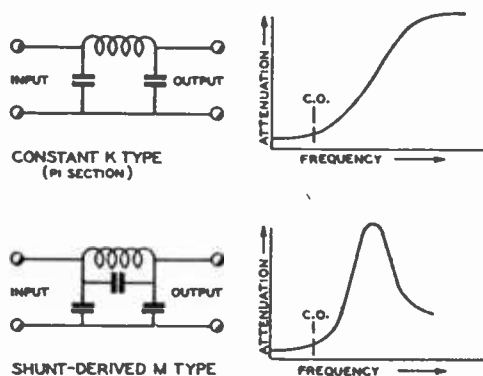 INPUT OUTPUT
CONSTANT K TYPE
(PI SECTION)
ATTENUATION
C.O.
FREQUENCY
INPUT OUTPUT
SHUNT-DERIVED M TYPE
ATTENUATION
C.O.
FREQUENCY